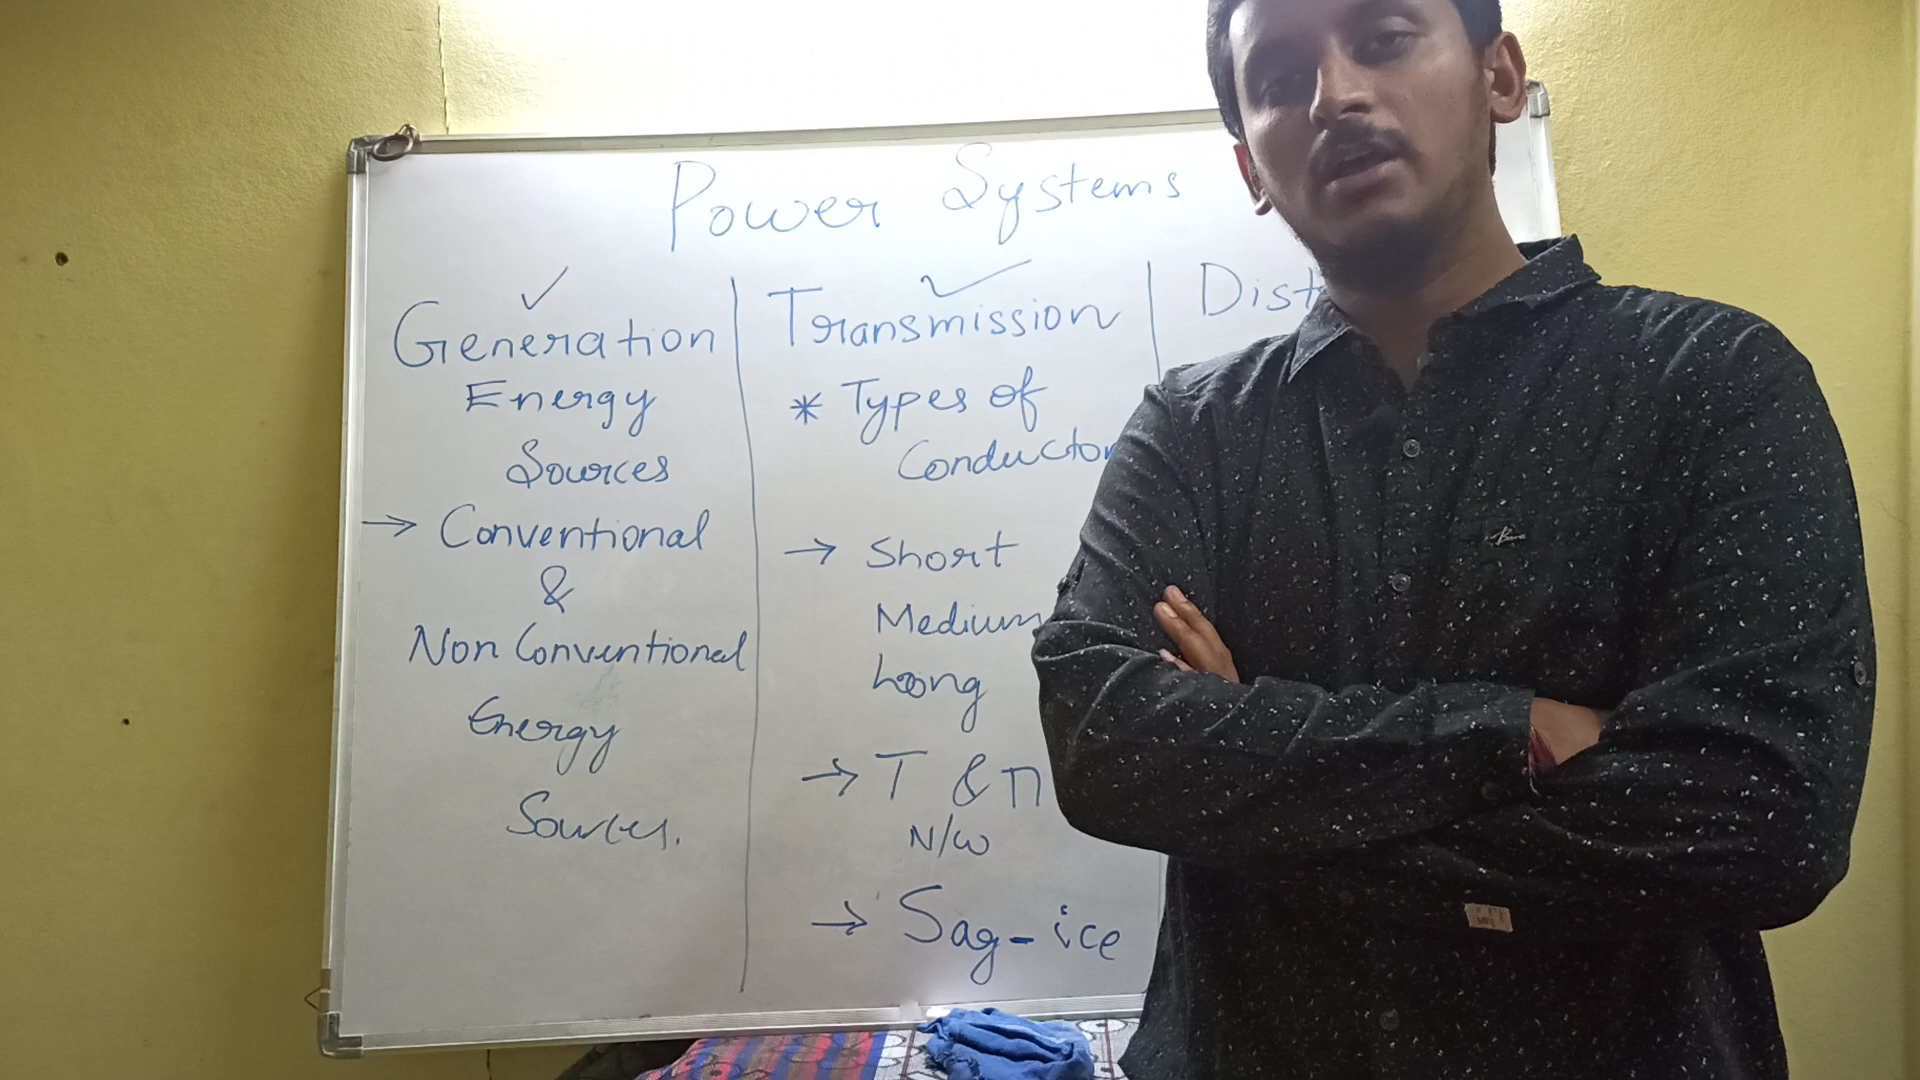 Power Systems
Generation
Energy
Sources
→ Conventional
&
Non Conventional
Energy
Sources.
Transmission
* Types of
Conductor
→ Short
Medium
Long
→ T & Π
N/W
→ Sag - ice
Dist